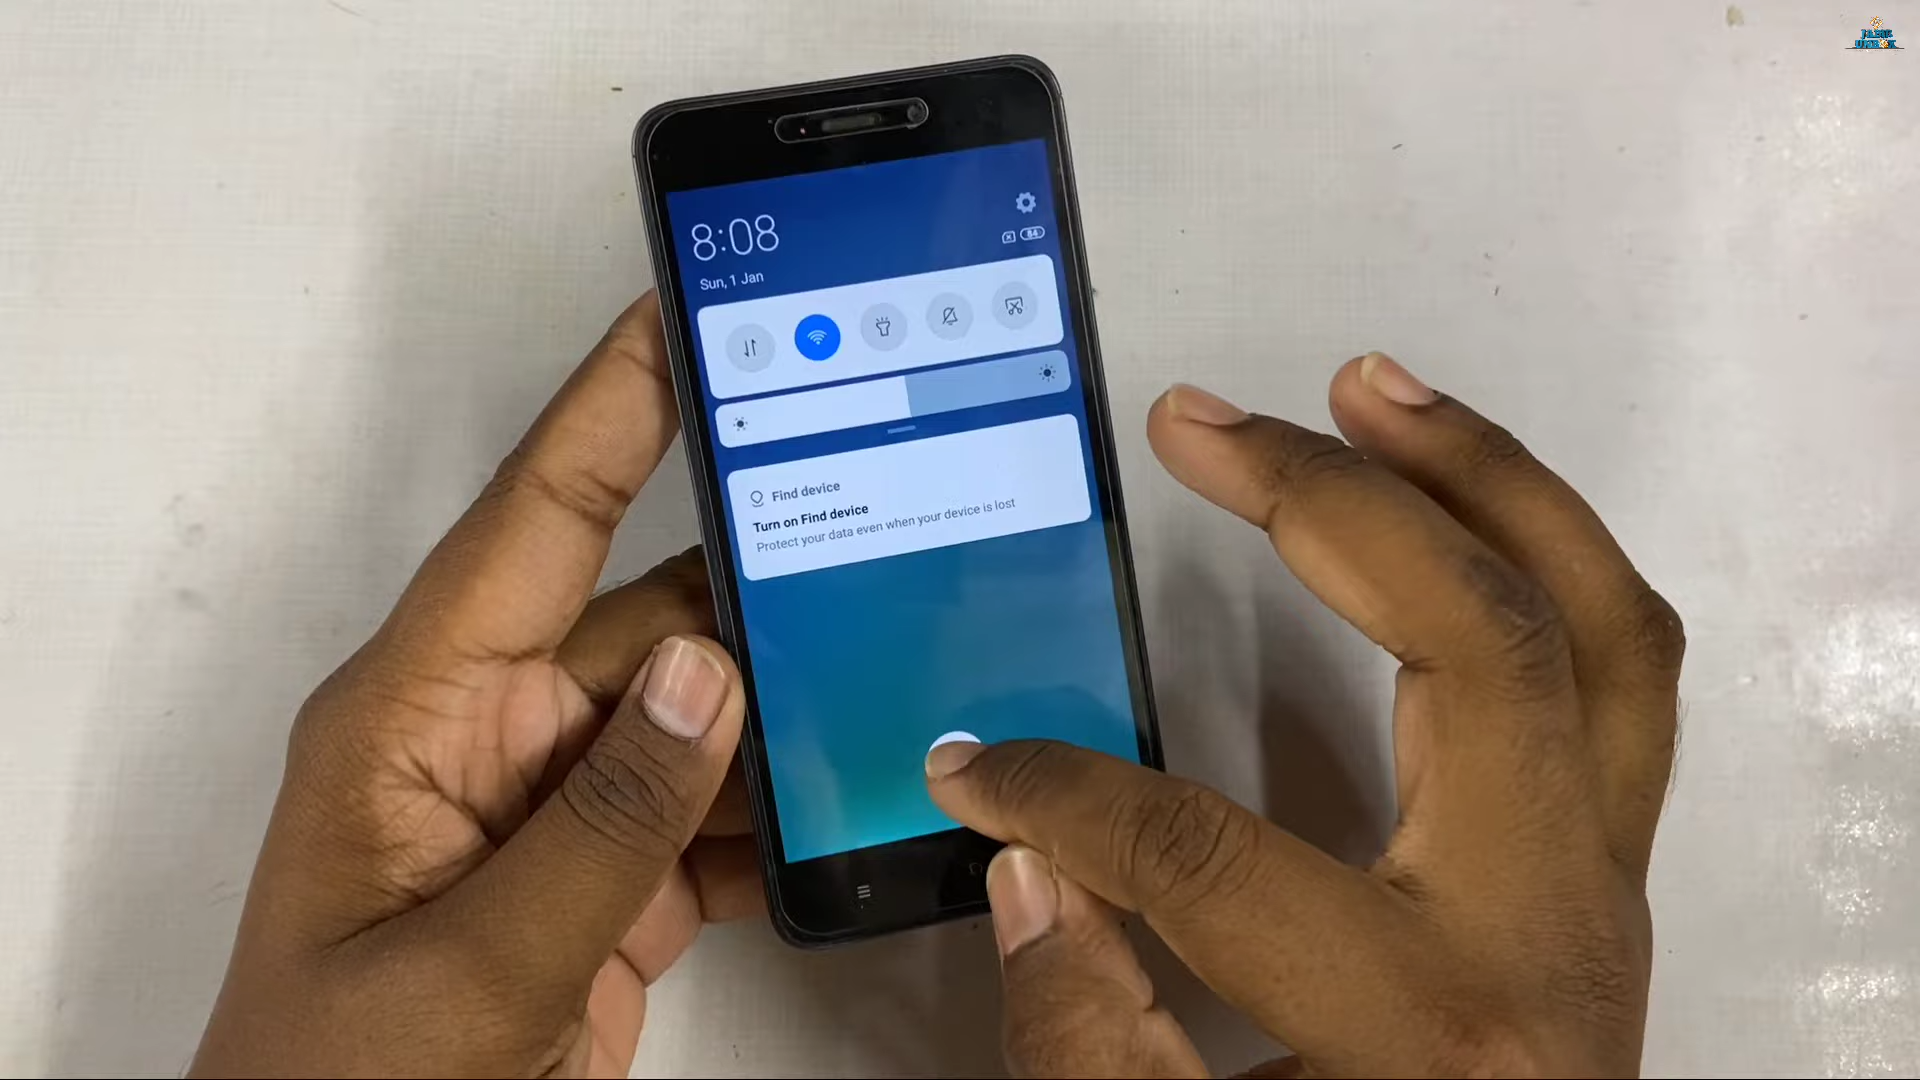 8:08
Sun, 1 Jan
84
Find device
Turn on Find device
Protect your data even when your device is lost